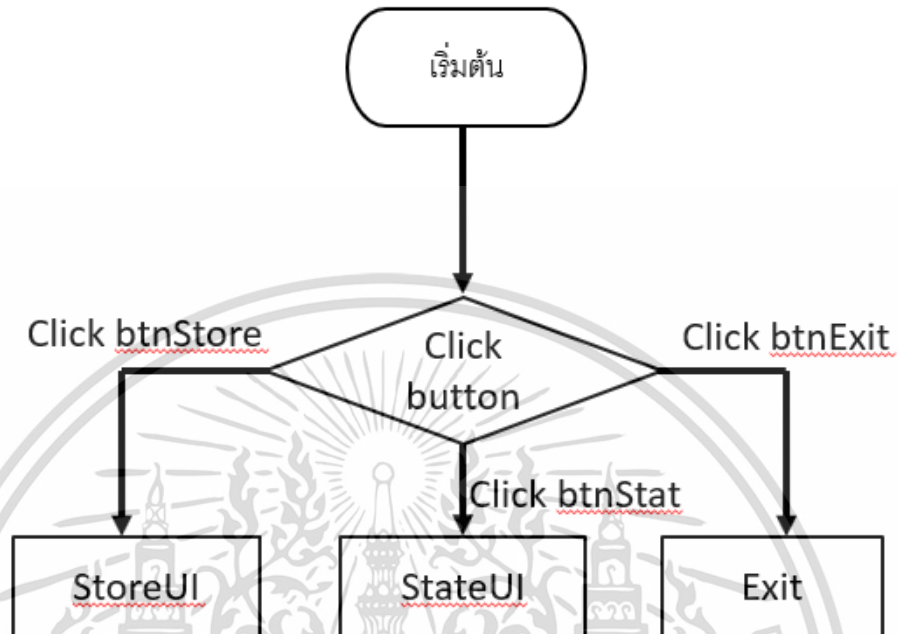 เริ่มต้น
Click btnStore
Click
button
Click btnExit
Click btnStat
StoreUI
StateUI
Exit